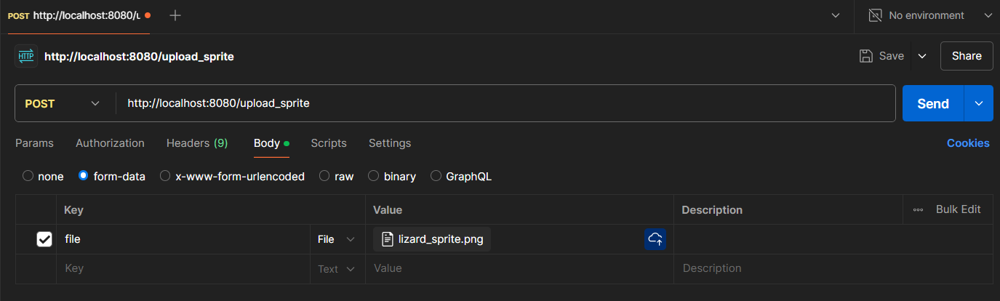 POST http://localhost:8080/u No environment
HTTP http://localhost:8080/upload_sprite Save Share
POST http://localhost:8080/upload_sprite Send
Params Authorization Headers (9) Body Scripts Settings Cookies
none form-data x-www-form-urlencoded raw binary GraphQL
Key Value Description Bulk Edit
file File lizard_sprite.png
Key Text Value Description